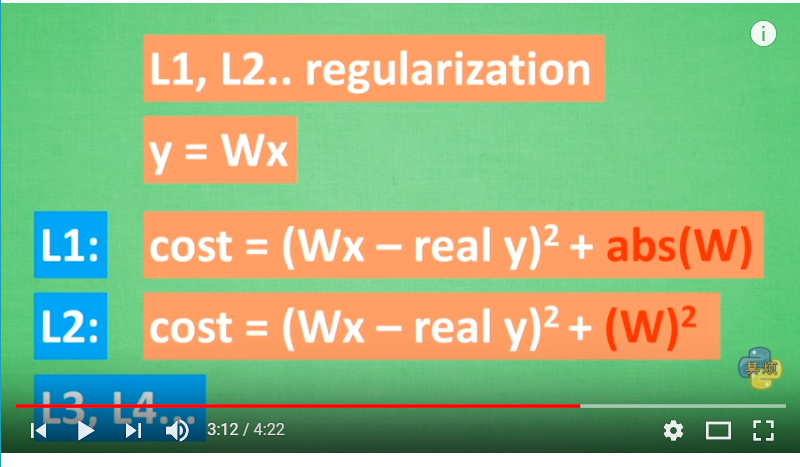 L1, L2.. regularization
y = Wx
L1: cost = (Wx – real y)² + abs(W)
L2: cost = (Wx – real y)² + (W)²
L3, L4...
3:12 / 4:22